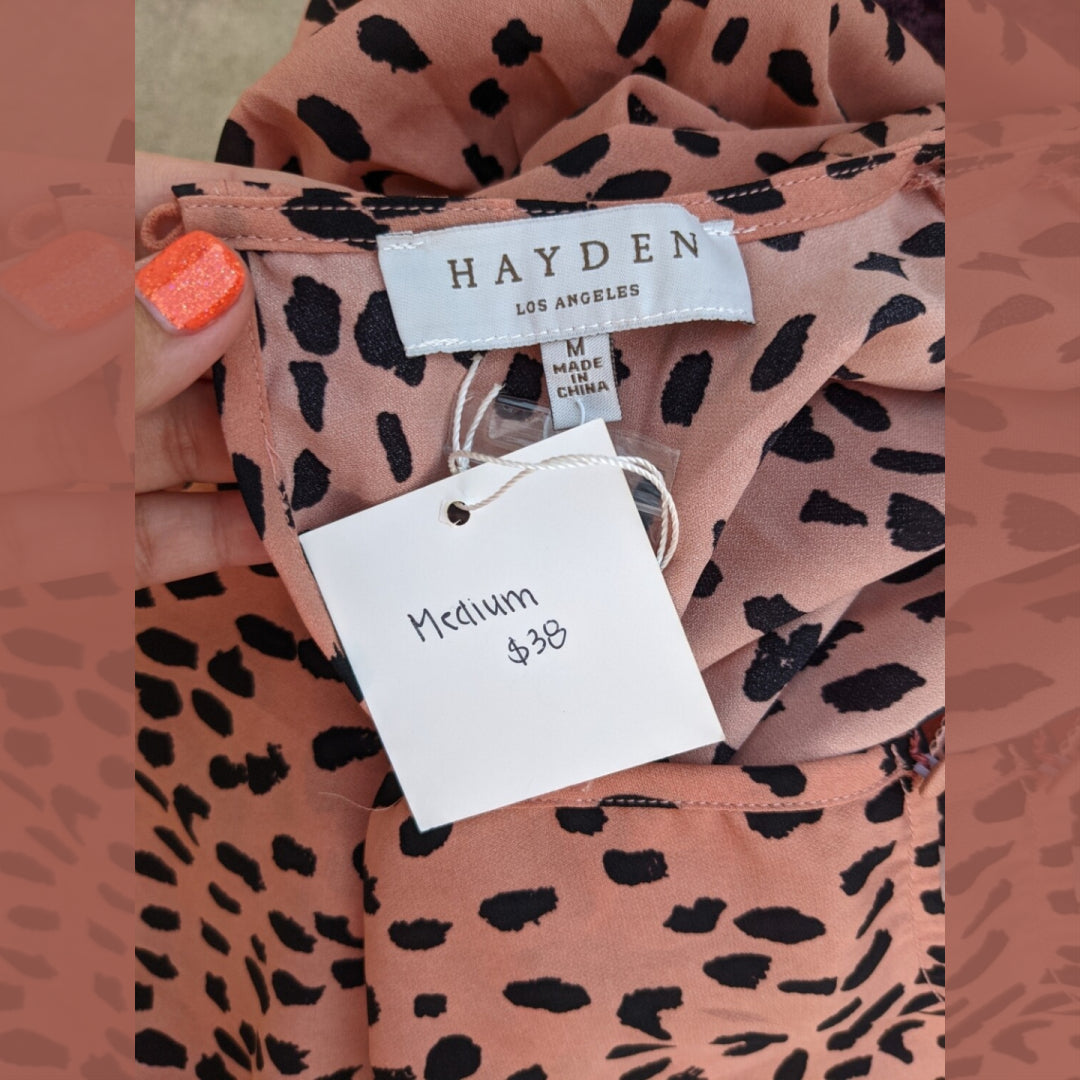 HAYDEN
LOS ANGELES
M
MADE
IN
CHINA
Medium
$38